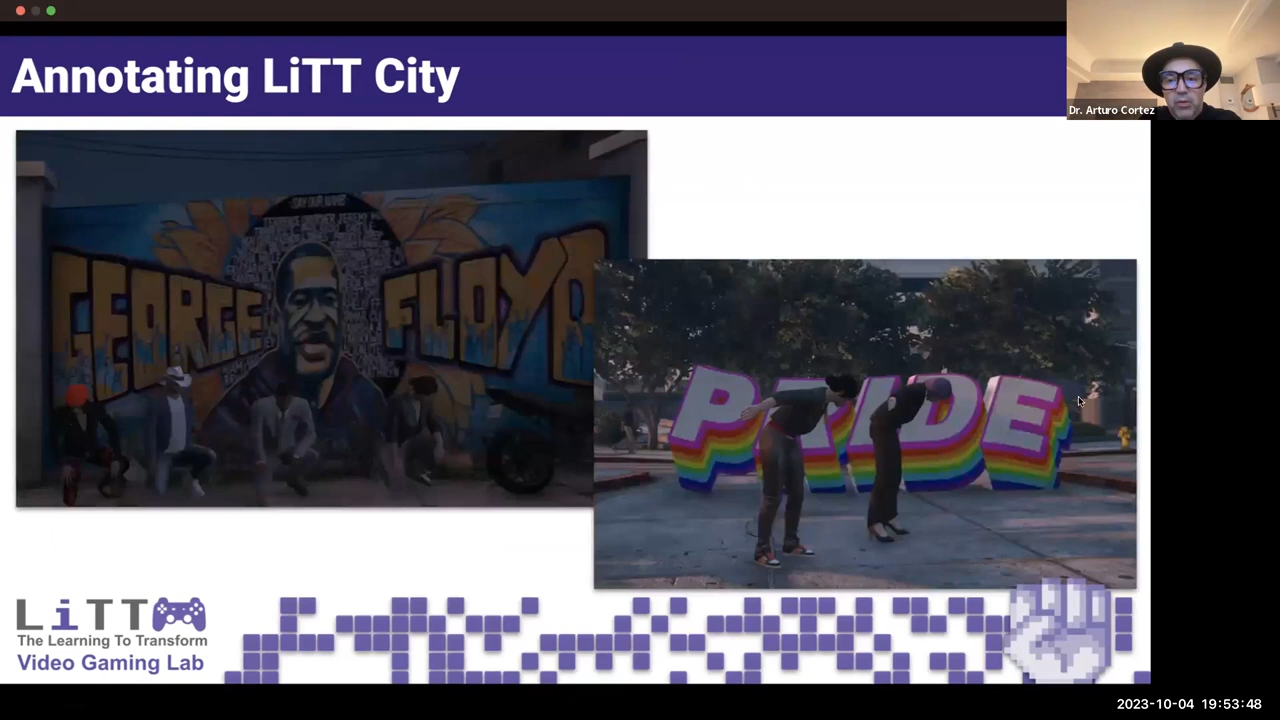 Annotating LiTT City
Dr. Arturo Cortez
SAY OUR NAMES
GEORGE FLOYD
PRIDE
LiTT
The Learning To Transform
Video Gaming Lab
2023-10-04 19:53:48